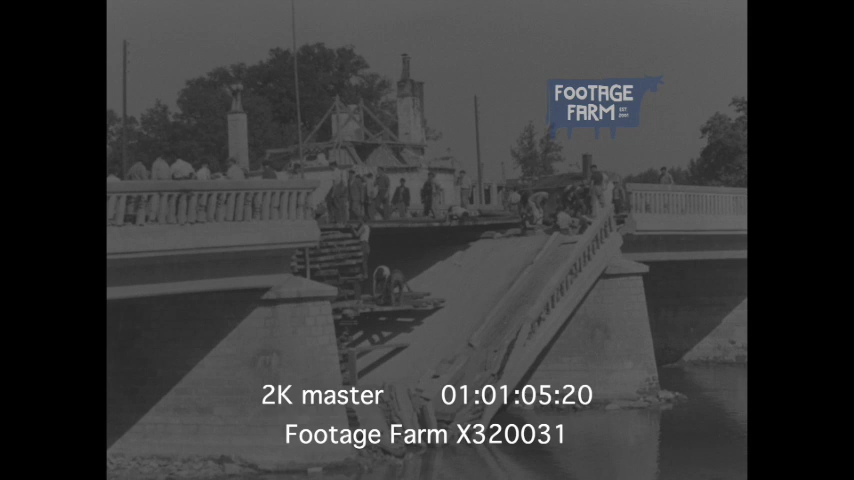 FOOTAGE
FARM
2K master 01:01:05:20
Footage Farm X320031